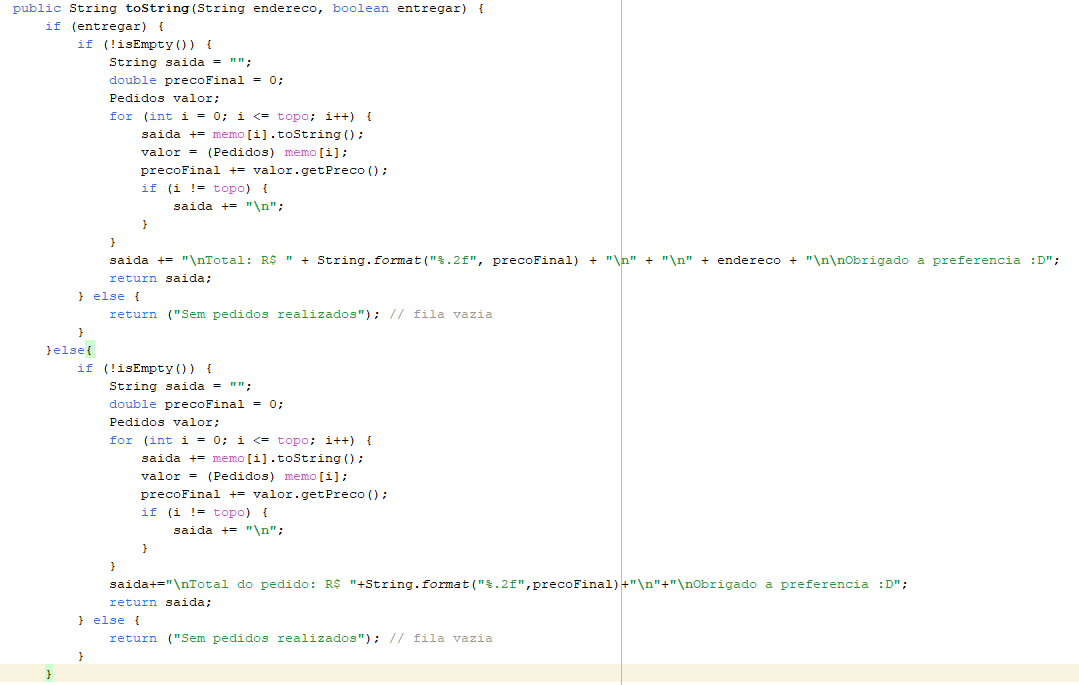 public String toString(String endereco, boolean entregar) {
    if (entregar) {
        if (!isEmpty()) {
            String saida = "";
            double precoFinal = 0;
            Pedidos valor;
            for (int i = 0; i <= topo; i++) {
                saida += memo[i].toString();
                valor = (Pedidos) memo[i];
                precoFinal += valor.getPreco();
                if (i != topo) {
                    saida += "\n";
                }
            }
            saida += "\nTotal: R$ " + String.format("%.2f", precoFinal) + "\n" + "\n" + endereco + "\n\nObrigado a preferencia :D";
            return saida;
        } else {
            return ("Sem pedidos realizados"); // fila vazia
        }
    }else{
        if (!isEmpty()) {
            String saida = "";
            double precoFinal = 0;
            Pedidos valor;
            for (int i = 0; i <= topo; i++) {
                saida += memo[i].toString();
                valor = (Pedidos) memo[i];
                precoFinal += valor.getPreco();
                if (i != topo) {
                    saida += "\n";
                }
            }
            saida+="\nTotal do pedido: R$ "+String.format("%.2f",precoFinal)+"\n"+"\nObrigado a preferencia :D";
            return saida;
        } else {
            return ("Sem pedidos realizados"); // fila vazia
        }
    }